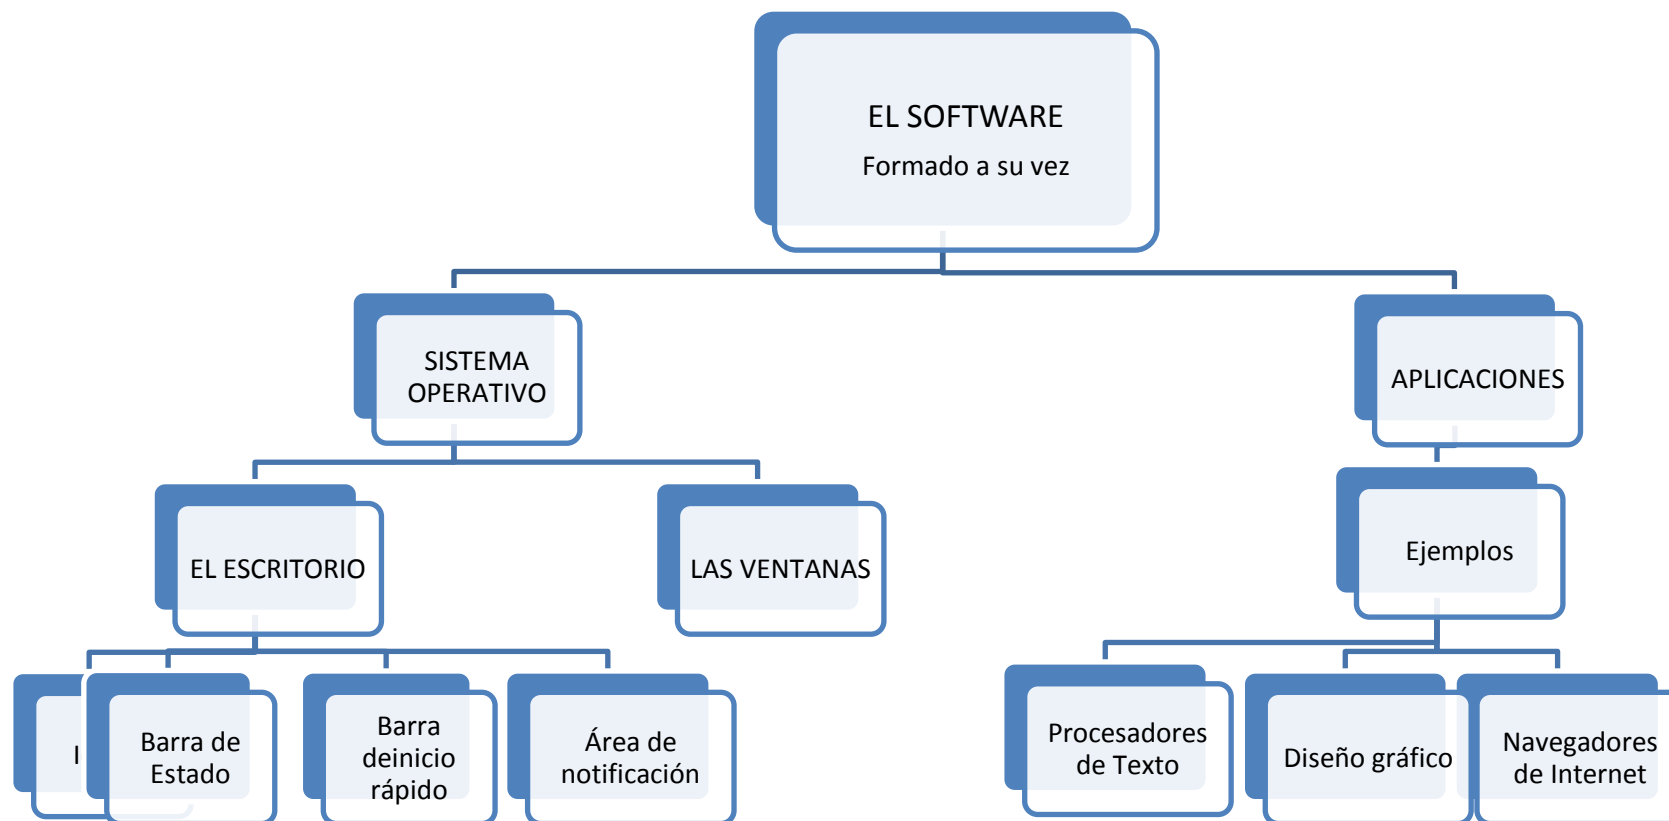 EL SOFTWARE
Formado a su vez
SISTEMA
OPERATIVO
APLICACIONES
EL ESCRITORIO
LAS VENTANAS
Ejemplos
Barra de
Estado
Barra
deinicio
rápido
Área de
notificación
Procesadores
de Texto
Diseño gráfico
Navegadores
de Internet